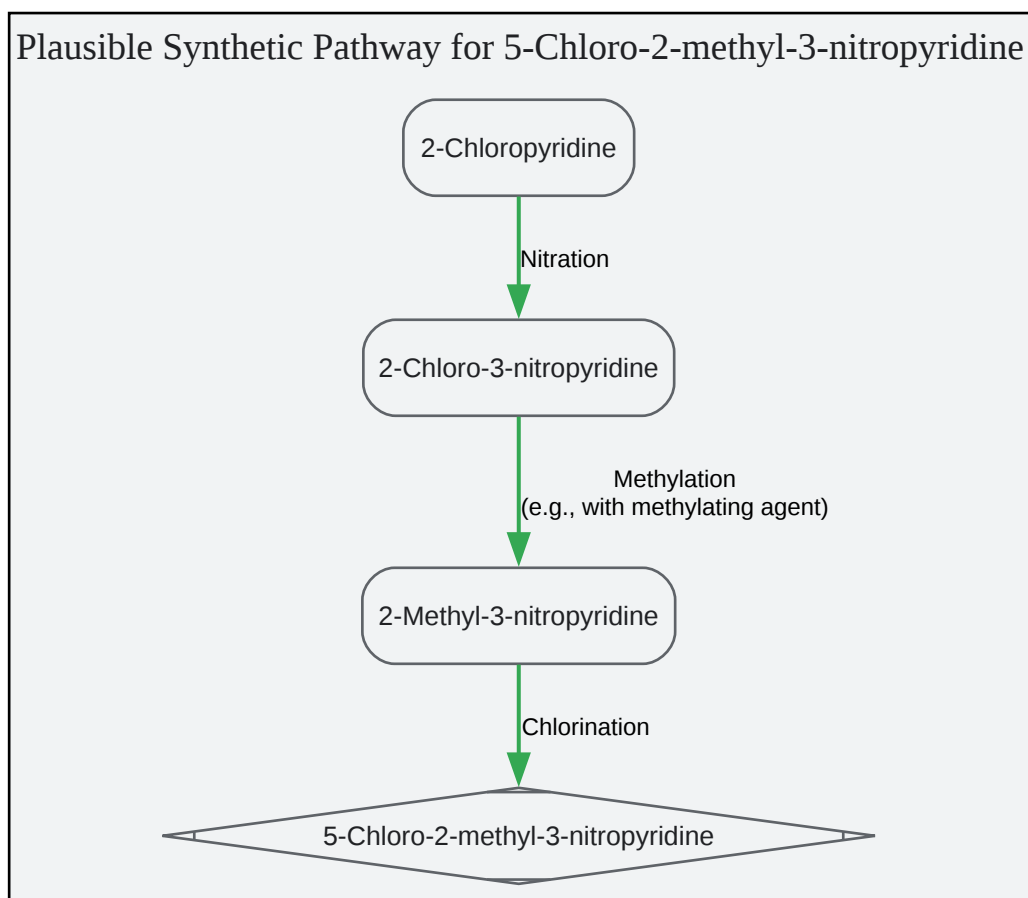 Plausible Synthetic Pathway for 5-Chloro-2-methyl-3-nitropyridine
2-Chloropyridine
Nitration
2-Chloro-3-nitropyridine
Methylation
(e.g., with methylating agent)
2-Methyl-3-nitropyridine
Chlorination
5-Chloro-2-methyl-3-nitropyridine